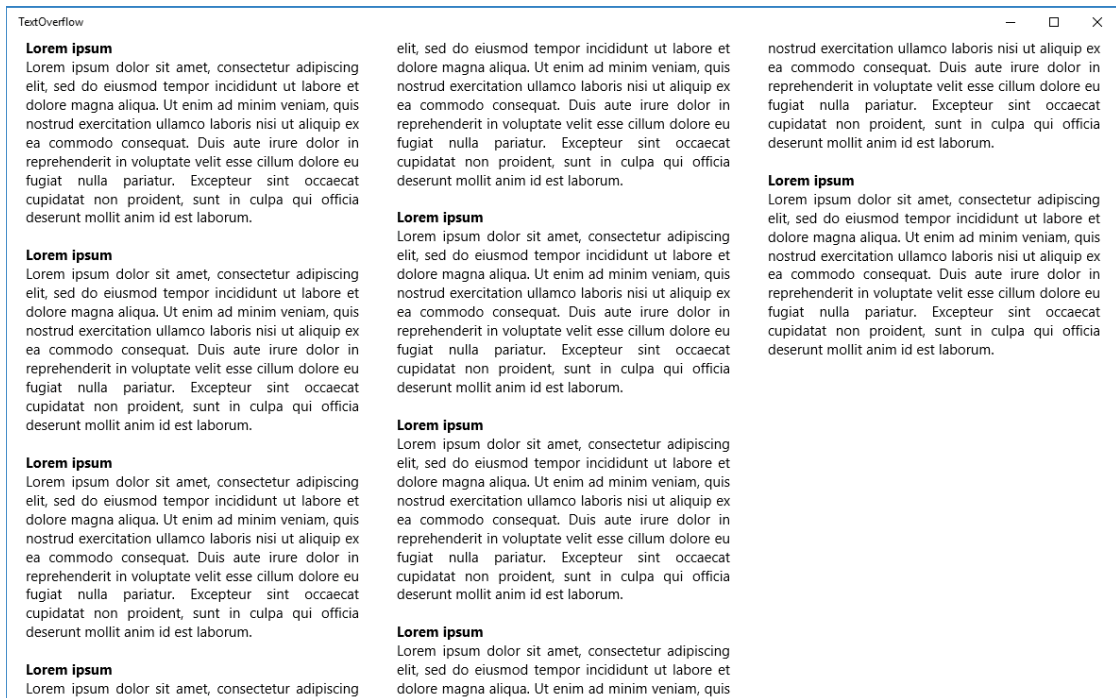 TextOverflow
Lorem ipsum
Lorem ipsum dolor sit amet, consectetur adipiscing
elit, sed do eiusmod tempor incididunt ut labore et
dolore magna aliqua. Ut enim ad minim veniam, quis
nostrud exercitation ullamco laboris nisi ut aliquip ex
ea commodo consequat. Duis aute irure dolor in
reprehenderit in voluptate velit esse cillum dolore eu
fugiat nulla pariatur. Excepteur sint occaecat
cupidatat non proident, sunt in culpa qui officia
deserunt mollit anim id est laborum.
Lorem ipsum
Lorem ipsum dolor sit amet, consectetur adipiscing
elit, sed do eiusmod tempor incididunt ut labore et
dolore magna aliqua. Ut enim ad minim veniam, quis
nostrud exercitation ullamco laboris nisi ut aliquip ex
ea commodo consequat. Duis aute irure dolor in
reprehenderit in voluptate velit esse cillum dolore eu
fugiat nulla pariatur. Excepteur sint occaecat
cupidatat non proident, sunt in culpa qui officia
deserunt mollit anim id est laborum.
Lorem ipsum
Lorem ipsum dolor sit amet, consectetur adipiscing
elit, sed do eiusmod tempor incididunt ut labore et
dolore magna aliqua. Ut enim ad minim veniam, quis
nostrud exercitation ullamco laboris nisi ut aliquip ex
ea commodo consequat. Duis aute irure dolor in
reprehenderit in voluptate velit esse cillum dolore eu
fugiat nulla pariatur. Excepteur sint occaecat
cupidatat non proident, sunt in culpa qui officia
deserunt mollit anim id est laborum.
Lorem ipsum
Lorem ipsum dolor sit amet, consectetur adipiscing
elit, sed do eiusmod tempor incididunt ut labore et
dolore magna aliqua. Ut enim ad minim veniam, quis
nostrud exercitation ullamco laboris nisi ut aliquip ex
ea commodo consequat. Duis aute irure dolor in
reprehenderit in voluptate velit esse cillum dolore eu
fugiat nulla pariatur. Excepteur sint occaecat
cupidatat non proident, sunt in culpa qui officia
deserunt mollit anim id est laborum.
Lorem ipsum
Lorem ipsum dolor sit amet, consectetur adipiscing
elit, sed do eiusmod tempor incididunt ut labore et
dolore magna aliqua. Ut enim ad minim veniam, quis
nostrud exercitation ullamco laboris nisi ut aliquip ex
ea commodo consequat. Duis aute irure dolor in
reprehenderit in voluptate velit esse cillum dolore eu
fugiat nulla pariatur. Excepteur sint occaecat
cupidatat non proident, sunt in culpa qui officia
deserunt mollit anim id est laborum.
Lorem ipsum
Lorem ipsum dolor sit amet, consectetur adipiscing
elit, sed do eiusmod tempor incididunt ut labore et
dolore magna aliqua. Ut enim ad minim veniam, quis
nostrud exercitation ullamco laboris nisi ut aliquip ex
ea commodo consequat. Duis aute irure dolor in
reprehenderit in voluptate velit esse cillum dolore eu
fugiat nulla pariatur. Excepteur sint occaecat
cupidatat non proident, sunt in culpa qui officia
deserunt mollit anim id est laborum.
Lorem ipsum
Lorem ipsum dolor sit amet, consectetur adipiscing
elit, sed do eiusmod tempor incididunt ut labore et
dolore magna aliqua. Ut enim ad minim veniam, quis
nostrud exercitation ullamco laboris nisi ut aliquip ex
ea commodo consequat. Duis aute irure dolor in
reprehenderit in voluptate velit esse cillum dolore eu
fugiat nulla pariatur. Excepteur sint occaecat
cupidatat non proident, sunt in culpa qui officia
deserunt mollit anim id est laborum.
Lorem ipsum
Lorem ipsum dolor sit amet, consectetur adipiscing
elit, sed do eiusmod tempor incididunt ut labore et
dolore magna aliqua. Ut enim ad minim veniam, quis
nostrud exercitation ullamco laboris nisi ut aliquip ex
ea commodo consequat. Duis aute irure dolor in
reprehenderit in voluptate velit esse cillum dolore eu
fugiat nulla pariatur. Excepteur sint occaecat
cupidatat non proident, sunt in culpa qui officia
deserunt mollit anim id est laborum.